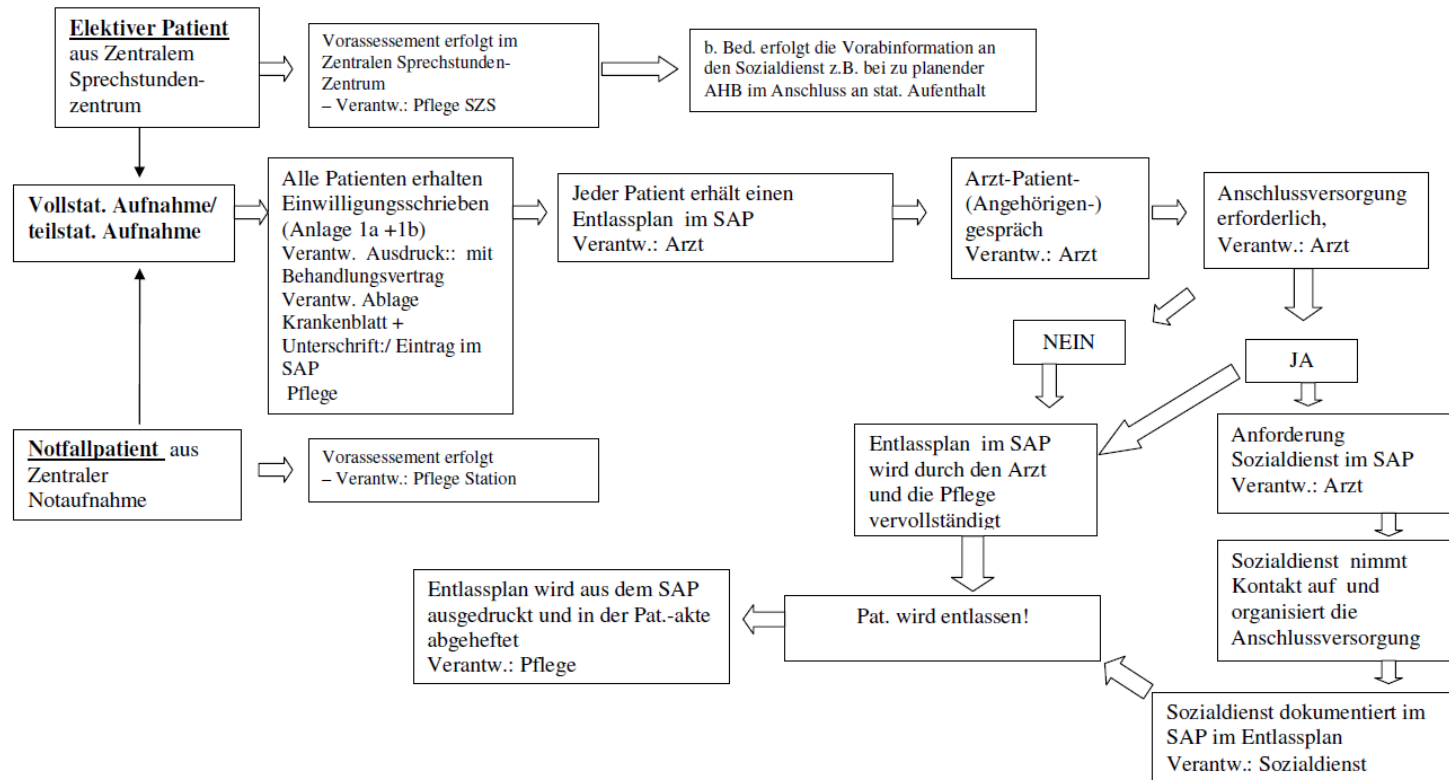 Elektiver Patient
aus Zentralem
Sprechstunden-
zentrum
Vorassessement erfolgt im
Zentralen Sprechstunden-
Zentrum
– Verantw.: Pflege SZS
b. Bed. erfolgt die Vorabinformation an
den Sozialdienst z.B. bei zu planender
AHB im Anschluss an stat. Aufenthalt
Vollstat. Aufnahme/
teilstat. Aufnahme
Alle Patienten erhalten
Einwilligungsschrieben
(Anlage 1a +1b)
Verantw. Ausdruck:: mit
Behandlungsvertrag
Verantw. Ablage
Krankenblatt +
Unterschrift:/ Eintrag im
SAP
Pflege
Jeder Patient erhält einen
Entlassplan im SAP
Verantw.: Arzt
Arzt-Patient-
(Angehörigen-)
gespräch
Verantw.: Arzt
Anschlussversorgung
erforderlich,
Verantw.: Arzt
NEIN
JA
Notfallpatient aus
Zentraler
Notaufnahme
Vorassessement erfolgt
– Verantw.: Pflege Station
Entlassplan im SAP
wird durch den Arzt
und die Pflege
vervollständigt
Anforderung
Sozialdienst im SAP
Verantw.: Arzt
Sozialdienst nimmt
Kontakt auf und
organisiert die
Anschlussversorgung
Entlassplan wird aus dem SAP
ausgedruckt und in der Pat.-akte
abgeheftet
Verantw.: Pflege
Pat. wird entlassen!
Sozialdienst dokumentiert im
SAP im Entlassplan
Verantw.: Sozialdienst